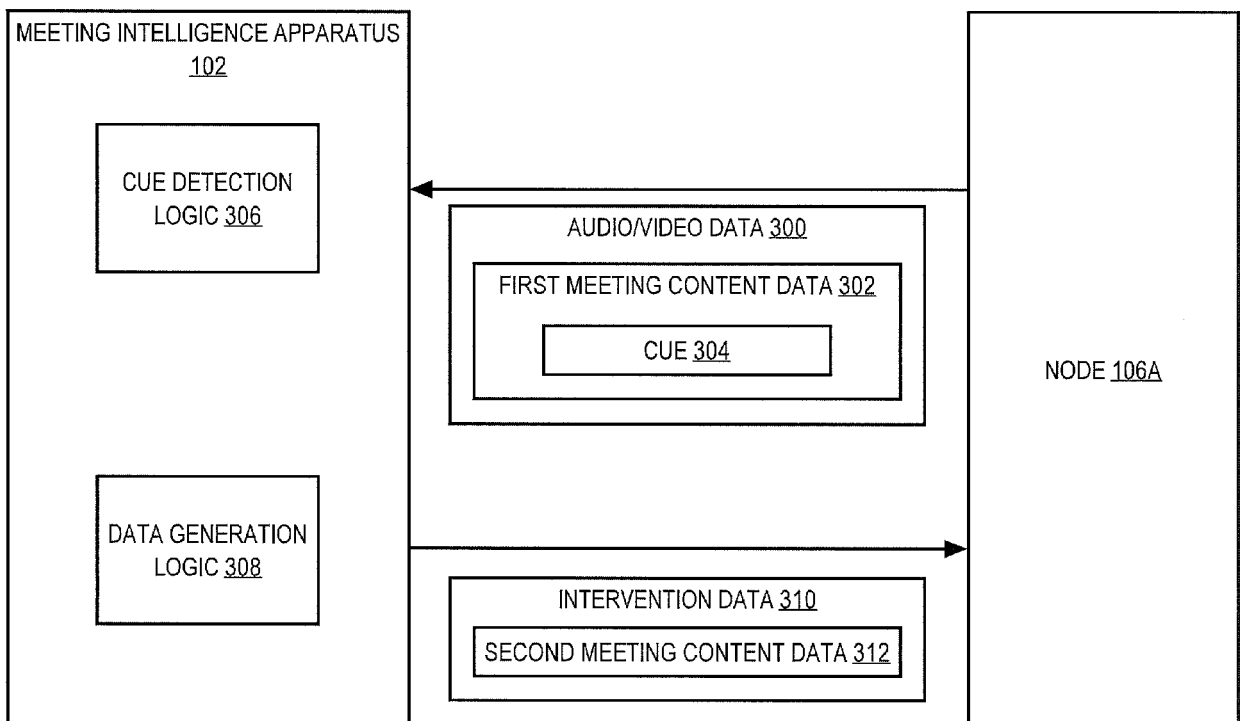 MEETING INTELLIGENCE APPARATUS
102
CUE DETECTION
LOGIC 306
AUDIO/VIDEO DATA 300
FIRST MEETING CONTENT DATA 302
CUE 304
NODE 106A
DATA GENERATION
LOGIC 308
INTERVENTION DATA 310
SECOND MEETING CONTENT DATA 312